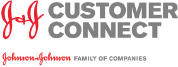 J&J CUSTOMER
CONNECT
Johnson & Johnson FAMILY OF COMPANIES